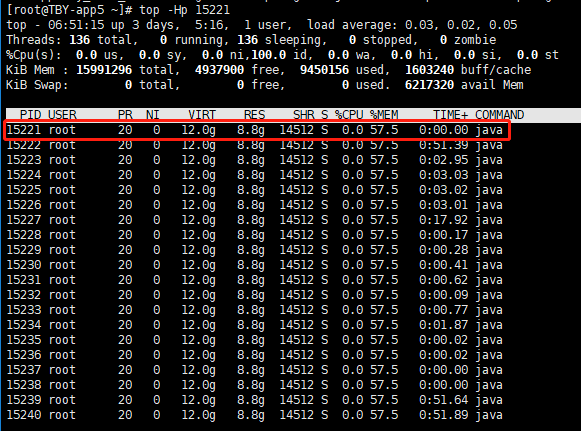 [root@TBY-app5 ~]# top -Hp 15221
top - 06:51:15 up 3 days,  5:16,  1 user,  load average: 0.03, 0.02, 0.05
Threads: 136 total,   0 running, 136 sleeping,   0 stopped,   0 zombie
%Cpu(s):  0.0 us,  0.0 sy,  0.0 ni,100.0 id,  0.0 wa,  0.0 hi,  0.0 si,  0.0 st
KiB Mem : 15991296 total,  4937900 free,  9450156 used,  1603240 buff/cache
KiB Swap:        0 total,        0 free,        0 used.  6217320 avail Mem
PID USER      PR  NI    VIRT    RES    SHR S %CPU %MEM     TIME+ COMMAND
15221 root      20   0   12.0g   8.8g  14512 S  0.0 57.5   0:00.00 java
15222 root      20   0   12.0g   8.8g  14512 S  0.0 57.5   0:51.39 java
15223 root      20   0   12.0g   8.8g  14512 S  0.0 57.5   0:02.95 java
15224 root      20   0   12.0g   8.8g  14512 S  0.0 57.5   0:03.03 java
15225 root      20   0   12.0g   8.8g  14512 S  0.0 57.5   0:03.02 java
15226 root      20   0   12.0g   8.8g  14512 S  0.0 57.5   0:03.01 java
15227 root      20   0   12.0g   8.8g  14512 S  0.0 57.5   0:17.92 java
15228 root      20   0   12.0g   8.8g  14512 S  0.0 57.5   0:00.17 java
15229 root      20   0   12.0g   8.8g  14512 S  0.0 57.5   0:00.28 java
15230 root      20   0   12.0g   8.8g  14512 S  0.0 57.5   0:00.41 java
15231 root      20   0   12.0g   8.8g  14512 S  0.0 57.5   0:00.62 java
15232 root      20   0   12.0g   8.8g  14512 S  0.0 57.5   0:00.09 java
15233 root      20   0   12.0g   8.8g  14512 S  0.0 57.5   0:00.77 java
15234 root      20   0   12.0g   8.8g  14512 S  0.0 57.5   0:01.87 java
15235 root      20   0   12.0g   8.8g  14512 S  0.0 57.5   0:00.02 java
15236 root      20   0   12.0g   8.8g  14512 S  0.0 57.5   0:00.02 java
15237 root      20   0   12.0g   8.8g  14512 S  0.0 57.5   0:00.00 java
15238 root      20   0   12.0g   8.8g  14512 S  0.0 57.5   0:00.00 java
15239 root      20   0   12.0g   8.8g  14512 S  0.0 57.5   0:51.64 java
15240 root      20   0   12.0g   8.8g  14512 S  0.0 57.5   0:51.89 java